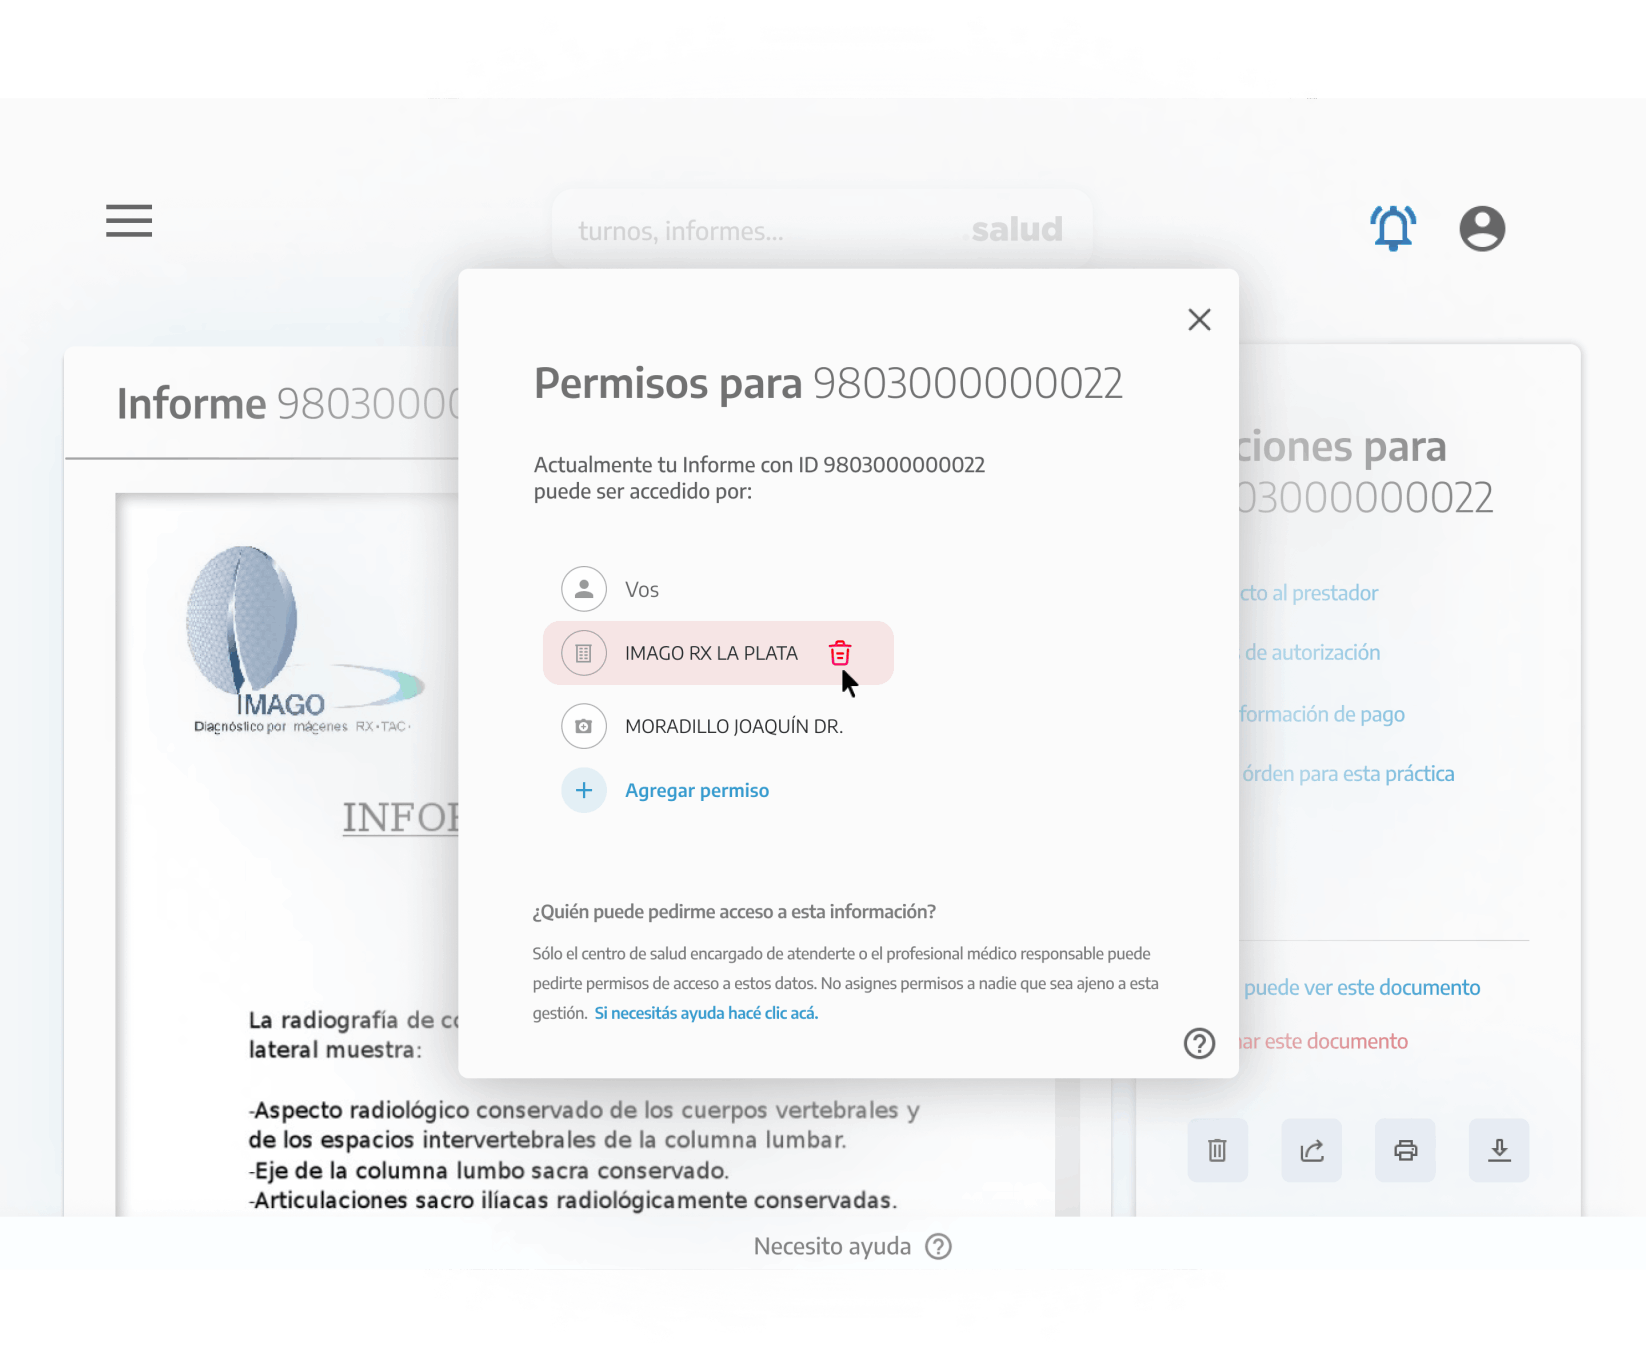 turnos, informes...
.salud
Permisos para 9803000000022
Actualmente tu Informe con ID 9803000000022
puede ser accedido por:
Vos
IMAGO RX LA PLATA
MORADILLO JOAQUÍN DR.
Agregar permiso
¿Quién puede pedirme acceso a esta información?
Sólo el centro de salud encargado de atenderte o el profesional médico responsable puede
pedirte permisos de acceso a estos datos. No asignes permisos a nadie que sea ajeno a esta
gestión. Si necesitás ayuda hacé clic acá.
Informe 9803000
IMAGO
Diagnóstico por mágenes RX·TAC·
INFO
La radiografía de
lateral muestra:
-Aspecto radiológico conservado de los cuerpos vertebrales y
de los espacios intervertebrales de la columna lumbar.
-Eje de la columna lumbo sacra conservado.
-Articulaciones sacro ilíacas radiológicamente conservadas.
ciones para
03000000022
cto al prestador
de autorización
formación de pago
órden para esta práctica
puede ver este documento
nar este documento
Necesito ayuda